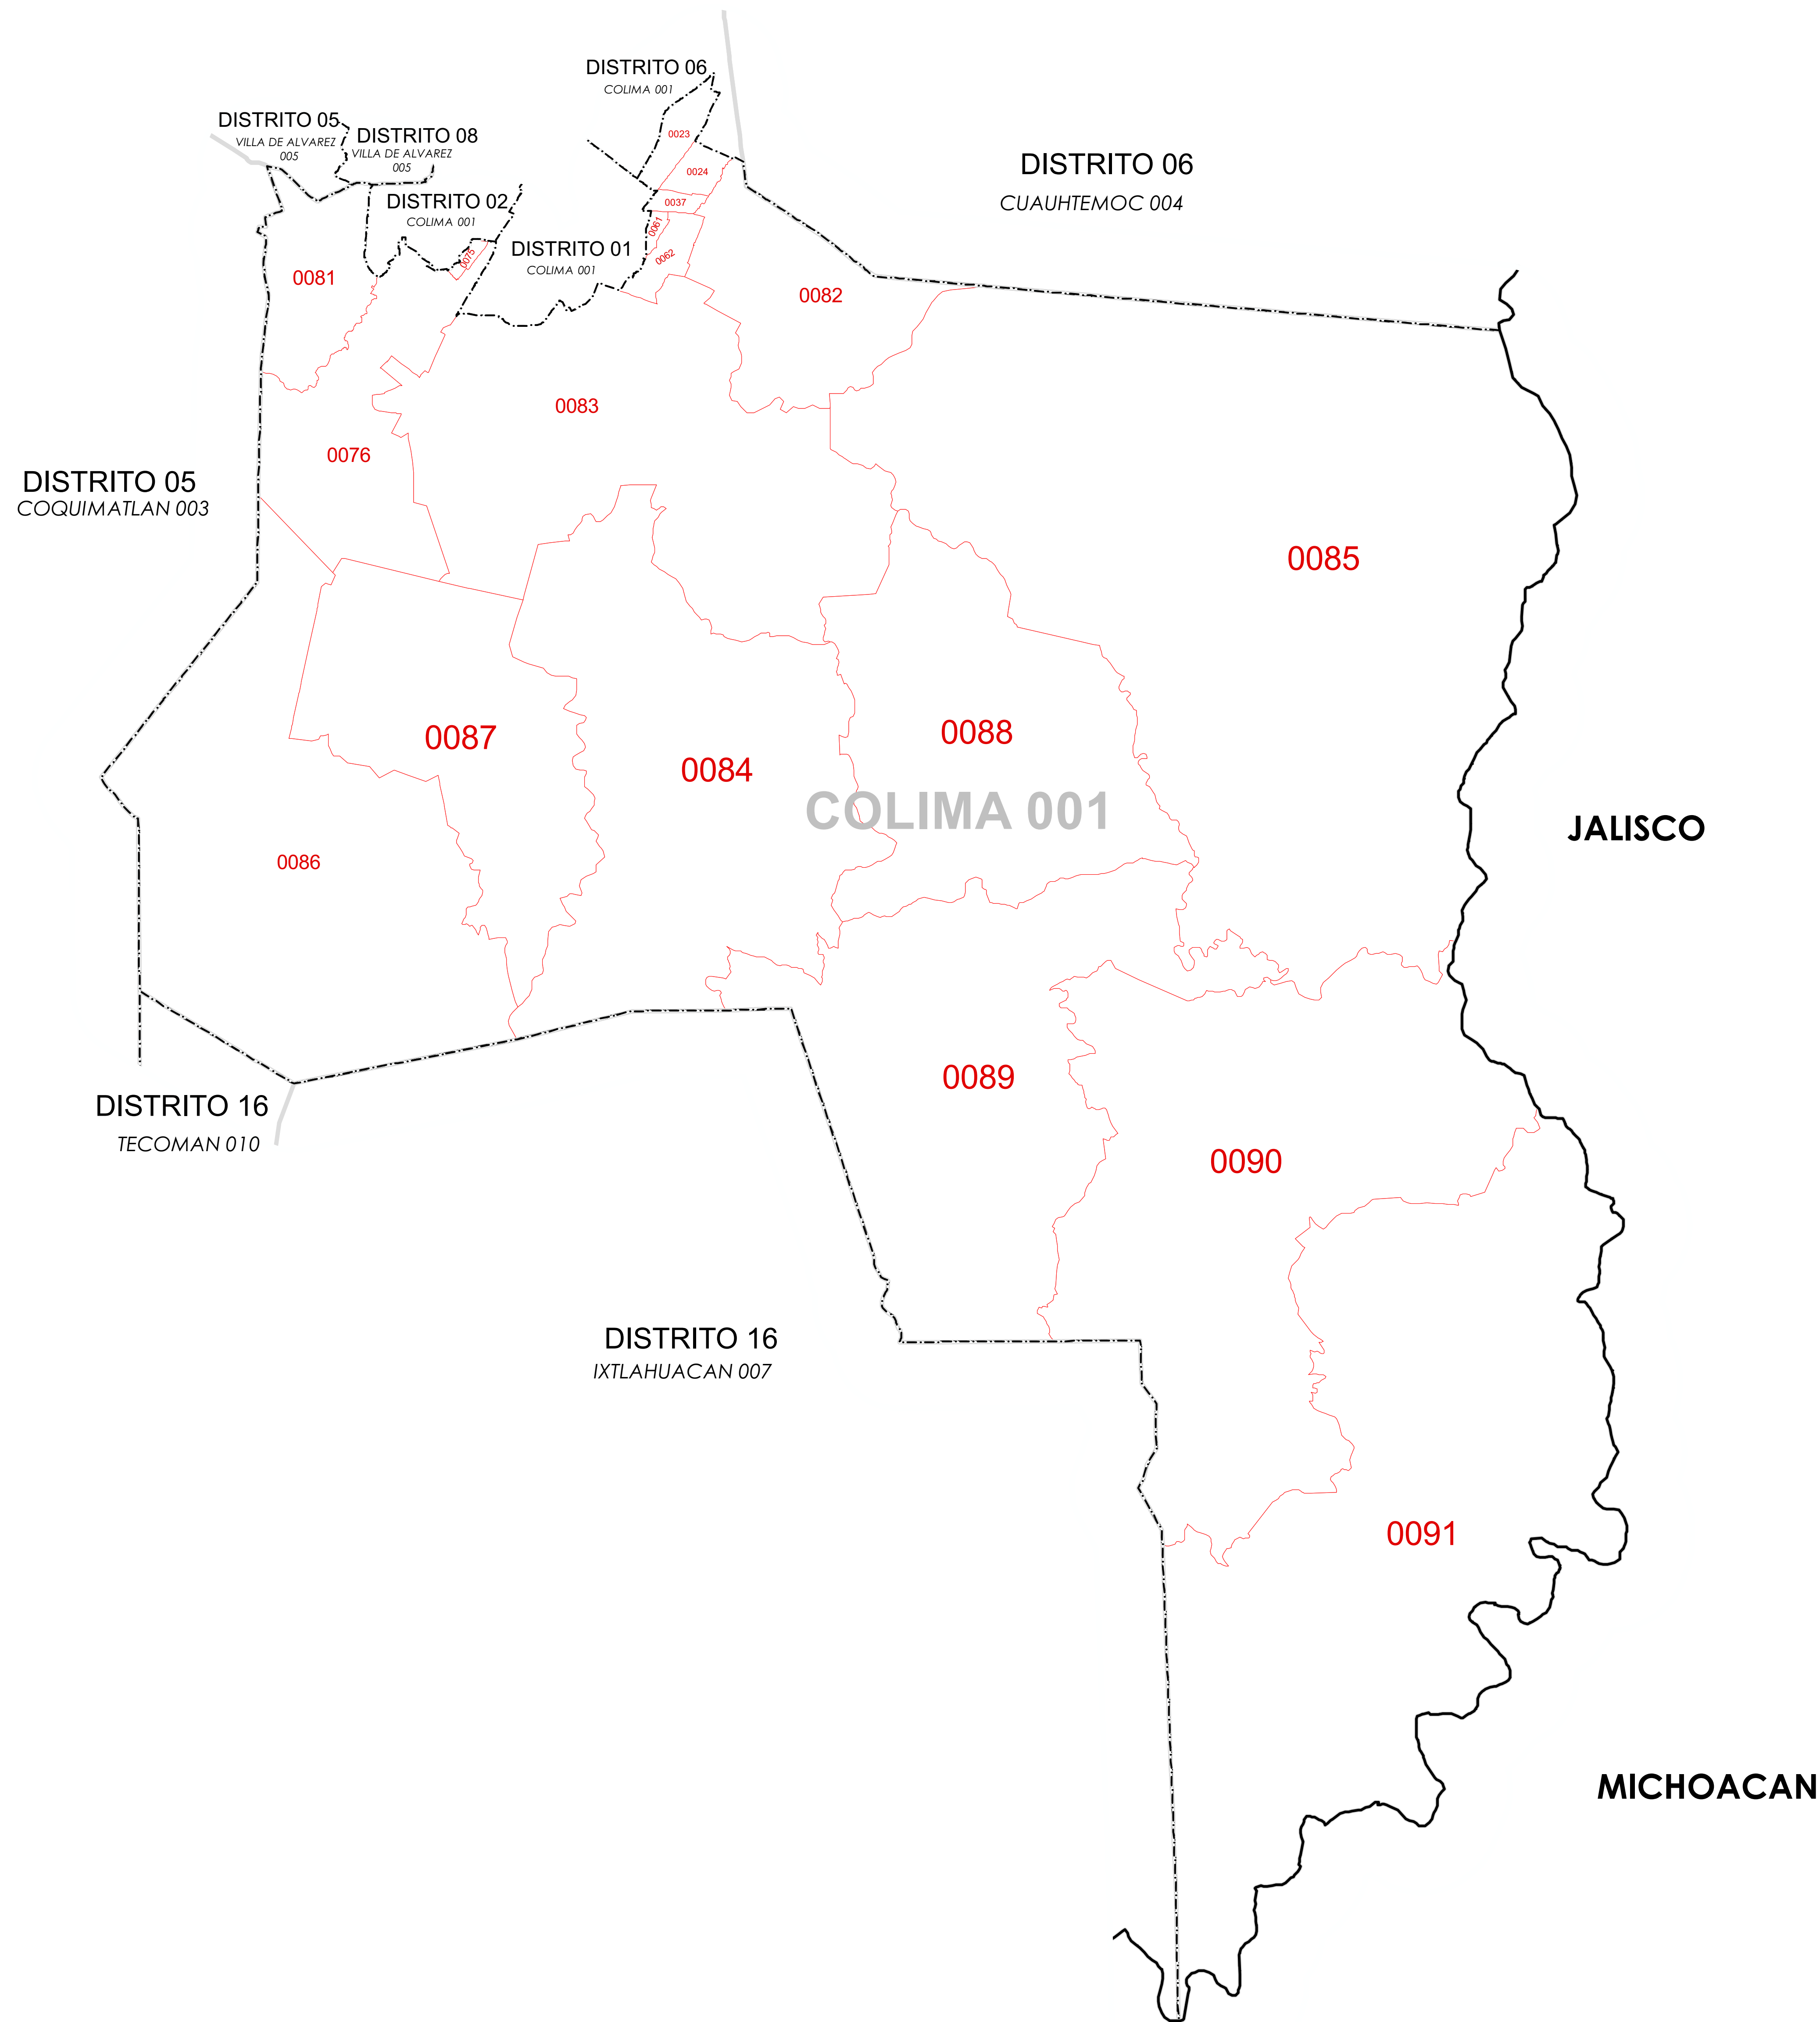 DISTRITO 06
COLIMA 001
DISTRITO 05
VILLA DE ALVAREZ
005
DISTRITO 08
VILLA DE ALVAREZ
005
0023
DISTRITO 06
CUAUHTEMOC 004
0024
DISTRITO 02
COLIMA 001
0037
0061
0062
0075
DISTRITO 01
COLIMA 001
0081
0082
0083
0076
DISTRITO 05
COQUIMATLAN 003
0085
0087
0084
0088
COLIMA 001
JALISCO
0086
0089
DISTRITO 16
TECOMAN 010
0090
DISTRITO 16
IXTLAHUACAN 007
0091
MICHOACAN